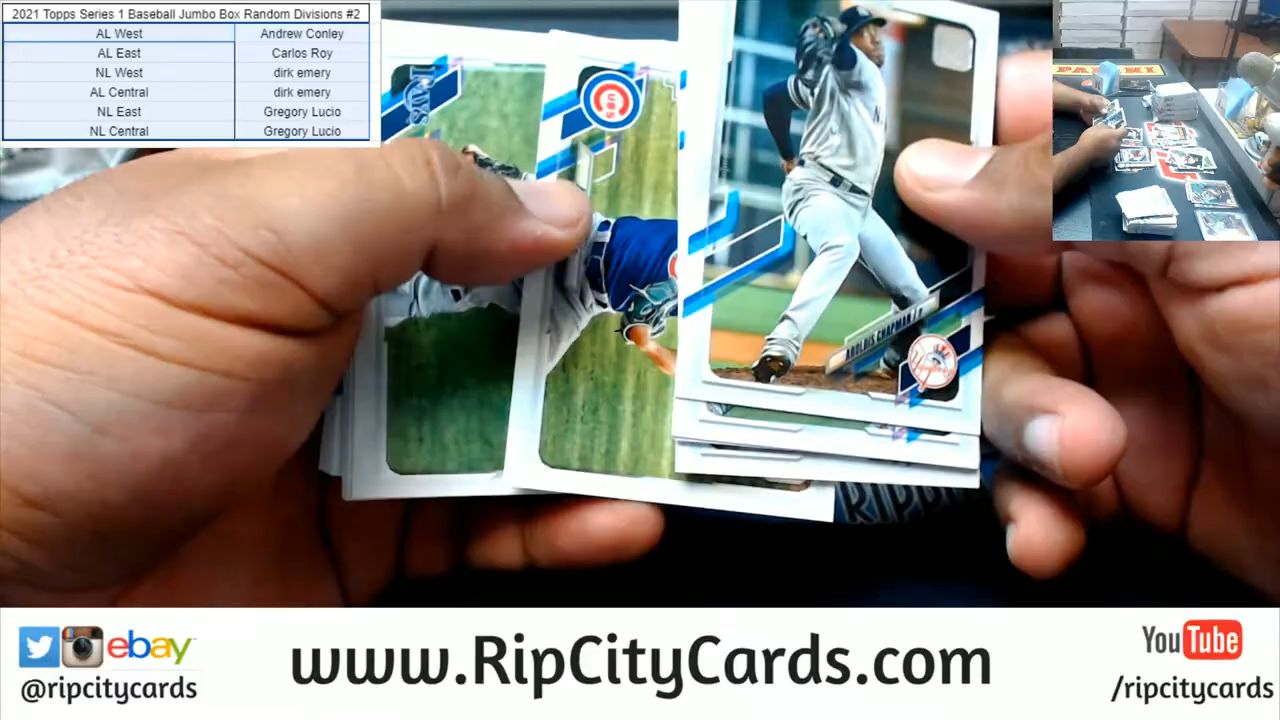 2021 Topps Series 1 Baseball Jumbo Box Random Divisions #2
AL West Andrew Conley
AL East Carlos Roy
NL West dirk emery
AL Central dirk emery
NL East Gregory Lucio
NL Central Gregory Lucio
PANINI
CUBS
AROLDIS CHAPMAN / P
ebay
@ripcitycards
www.RipCityCards.com
YouTube
/ripcitycards